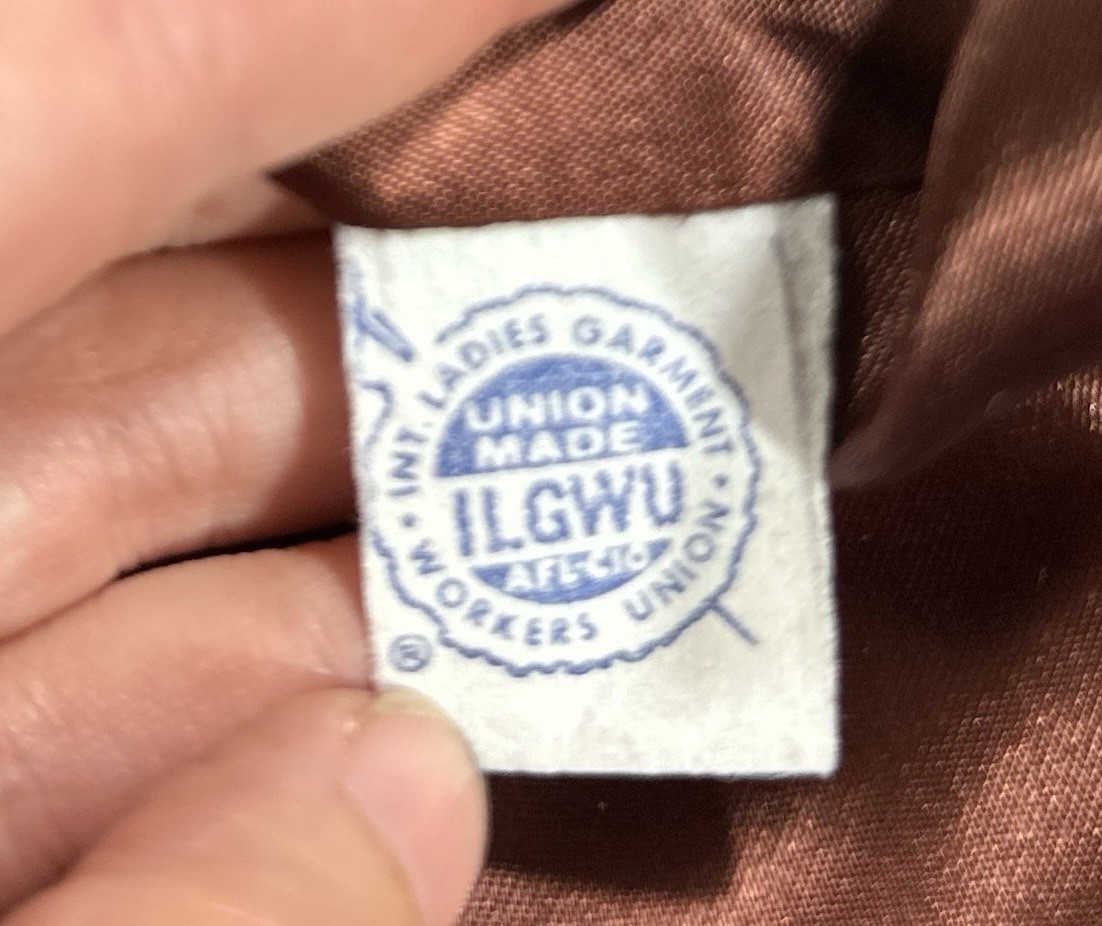 · INT. LADIES GARMENT ·
WORKERS UNION
UNION
MADE
ILGWU
AFL-CIO
®